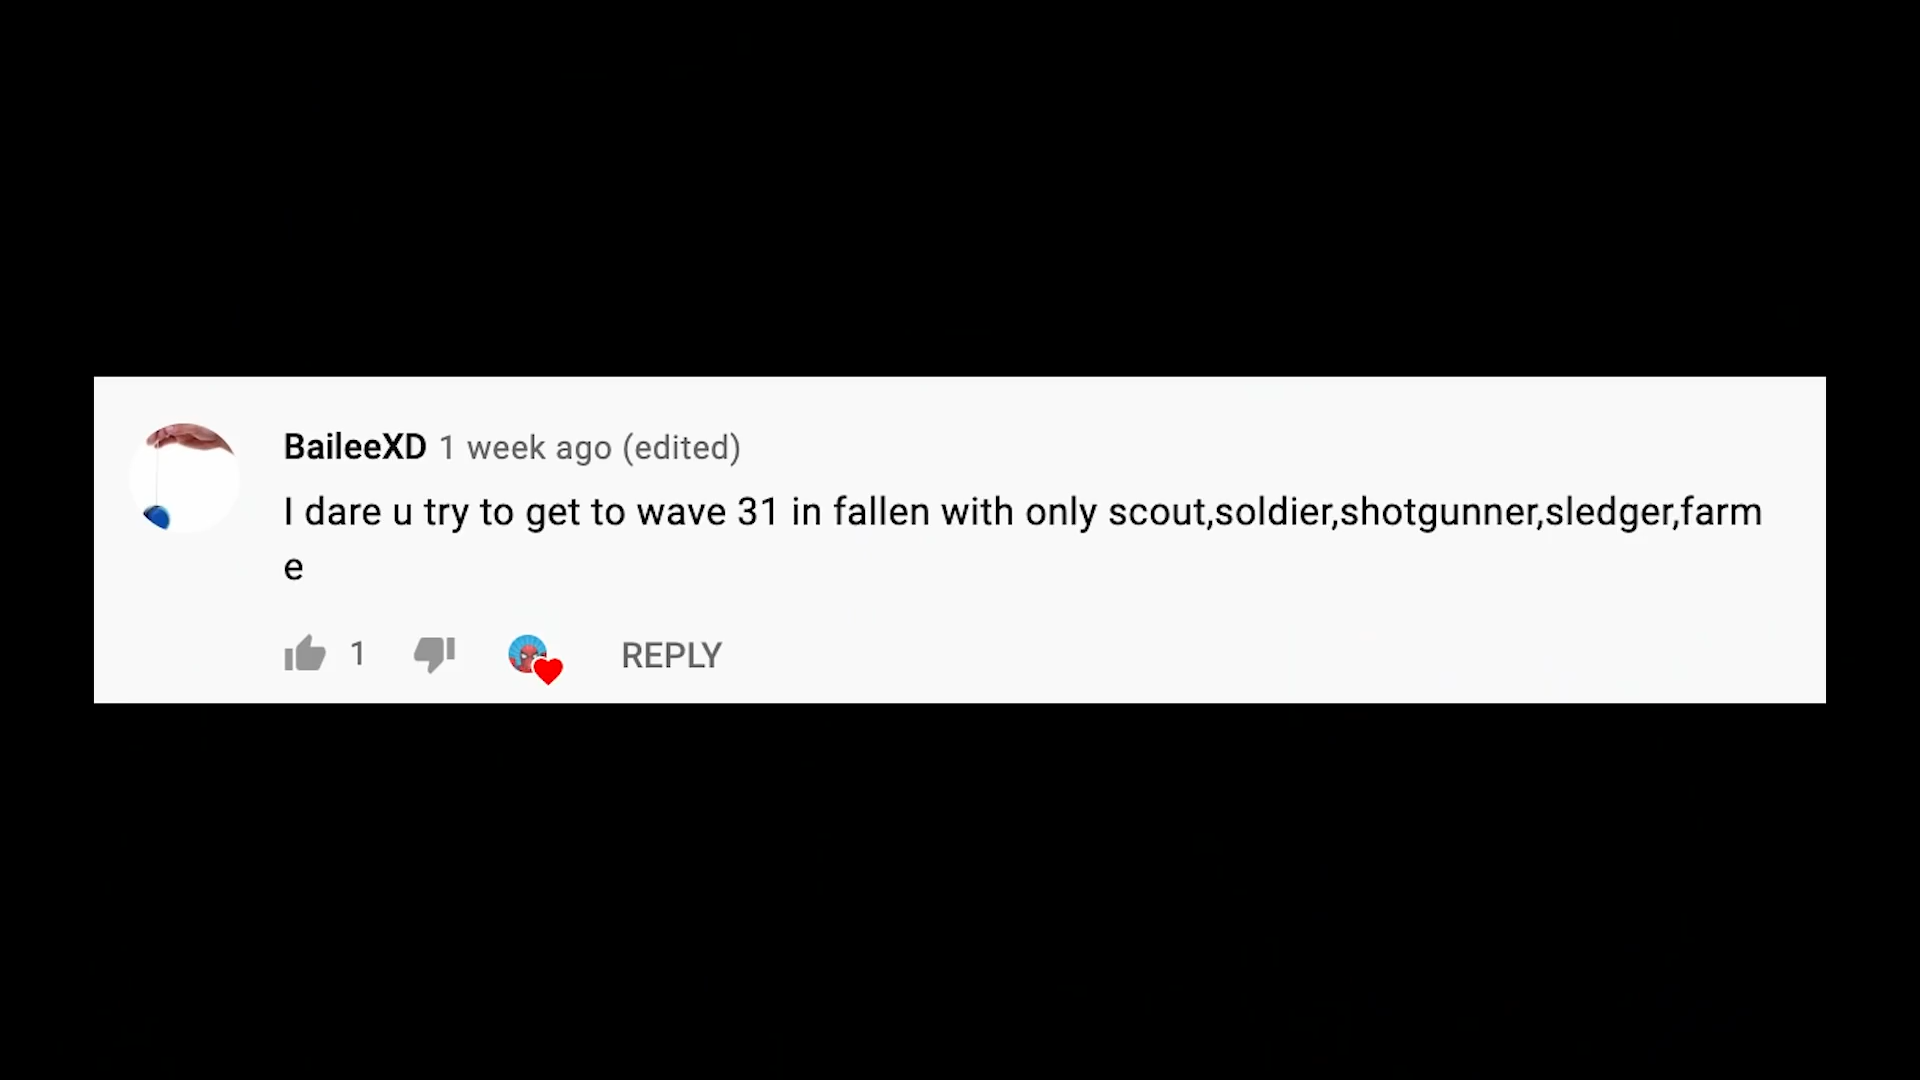 BaileeXD 1 week ago (edited)
I dare u try to get to wave 31 in fallen with only scout,soldier,shotgunner,sledger,farm
e
1 REPLY